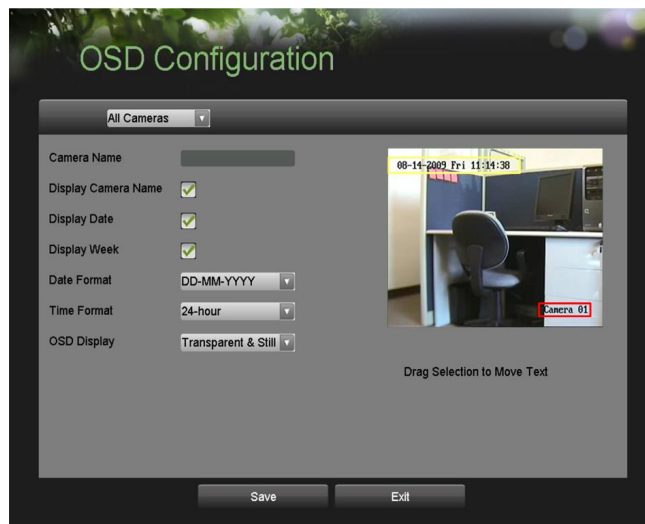 OSD Configuration
All Cameras
Camera Name
Display Camera Name
Display Date
Display Week
Date Format DD-MM-YYYY
Time Format 24-hour
OSD Display Transparent & Still
08-14-2009 Fri 11:14:38
Camera 01
Drag Selection to Move Text
Save Exit